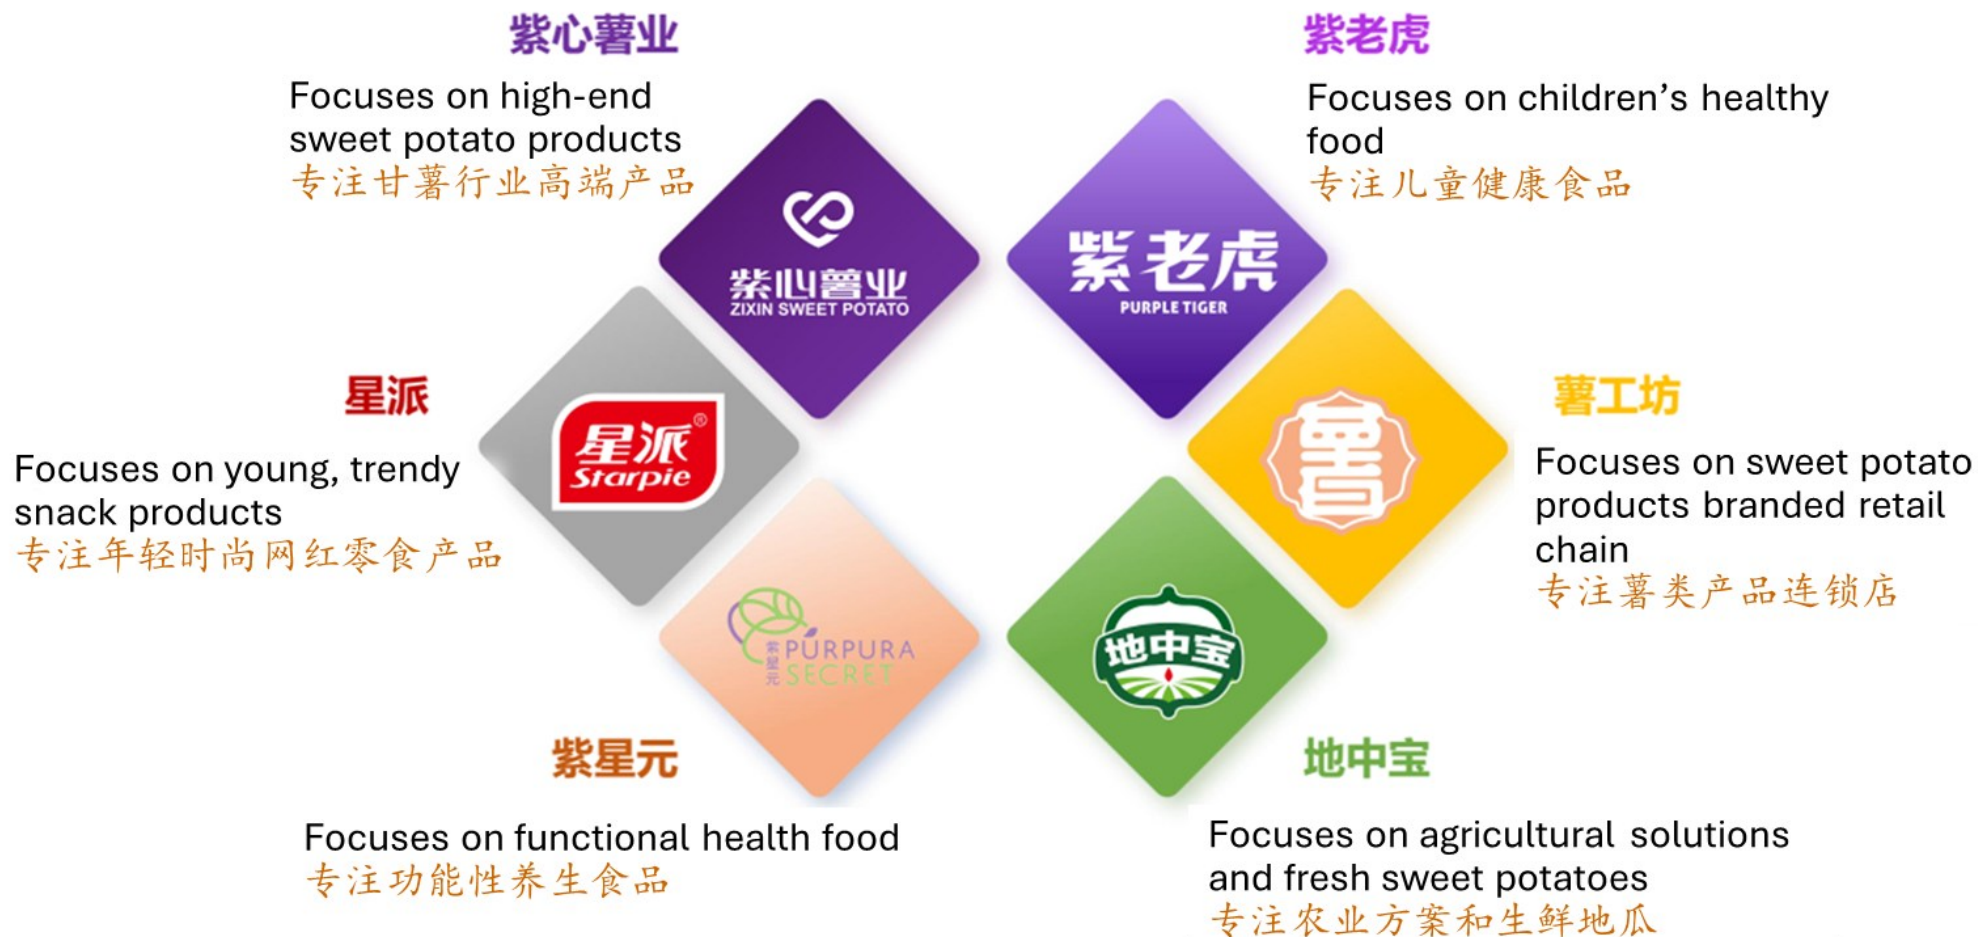 紫心薯业
Focuses on high-end
sweet potato products
专注甘薯行业高端产品
紫心薯业
ZIXIN SWEET POTATO
紫老虎
Focuses on children's healthy
food
专注儿童健康食品
紫老虎
PURPLE TIGER
星派
Focuses on young, trendy
snack products
专注年轻时尚网红零食产品
星派®
Starpie
薯工坊
Focuses on sweet potato
products branded retail
chain
专注薯类产品连锁店
薯
紫星元
PURPURA
SECRET
紫星元
Focuses on functional health food
专注功能性养生食品
地中宝
地中宝
Focuses on agricultural solutions
and fresh sweet potatoes
专注农业方案和生鲜地瓜